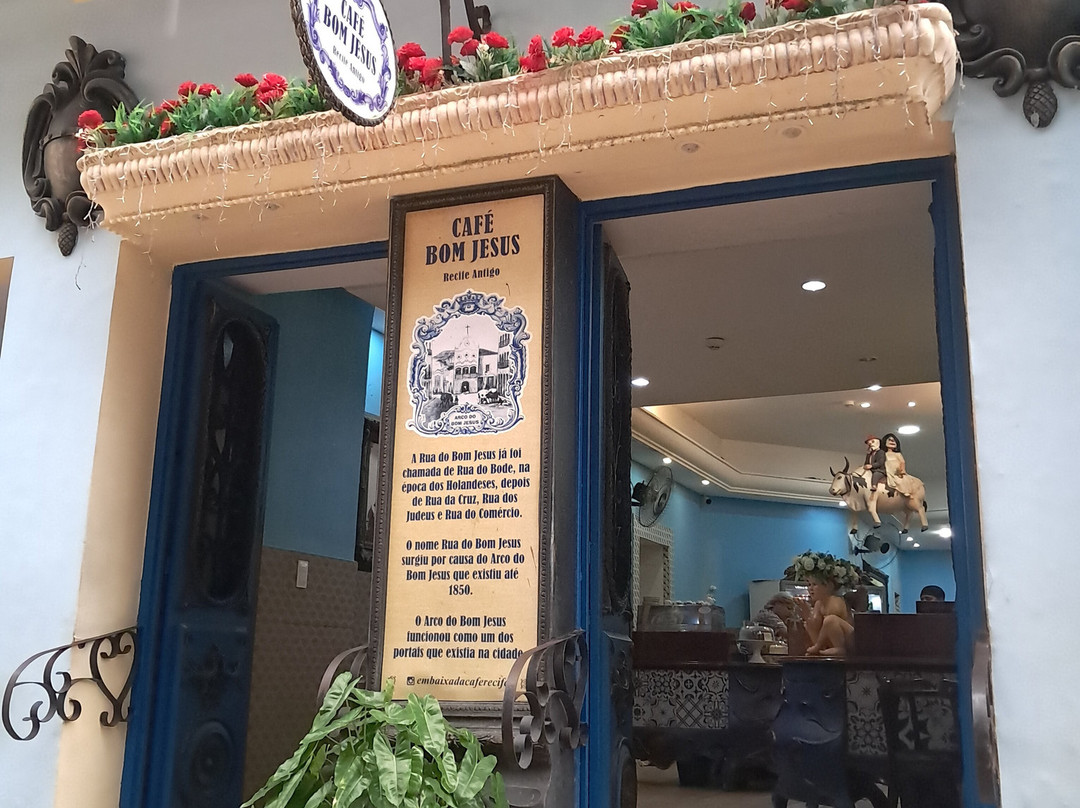 CAFÉ
BOM JESUS
Recife Antigo
CAFÉ
BOM JESUS
Recife Antigo
ARCO DO
BOM JESUS
A Rua do Bom Jesus já foi
chamada de Rua do Bode, na
época dos Holandeses, depois
de Rua da Cruz, Rua dos
Judeus e Rua do Comércio.
O nome Rua do Bom Jesus
surgiu por causa do Arco do
Bom Jesus que existiu até
1850.
O Arco do Bom Jesus
funcionou como um dos
portais que existia na cidade
embaixadacaferecife